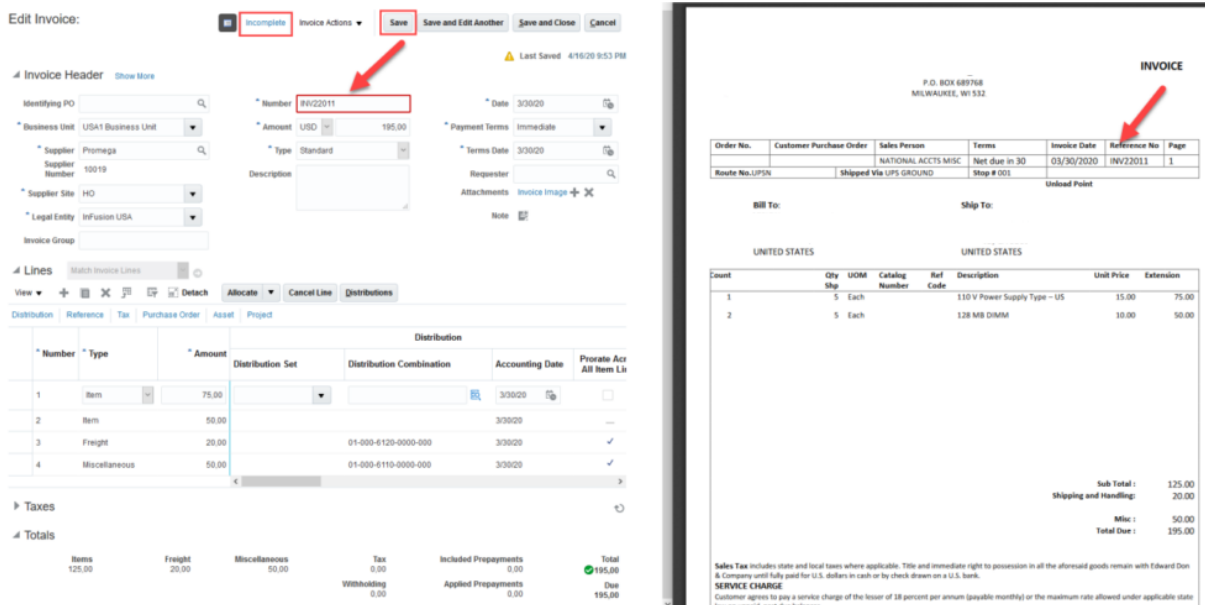 Edit Invoice:
Incomplete
Invoice Actions
Save
Save and Edit Another
Save and Close
Cancel
Last Saved 4/16/20 9:53 PM
Invoice Header Show More
Identifying PO
* Number INV22011
* Date 3/30/20
* Business Unit USA1 Business Unit
* Amount USD 195,00
* Payment Terms Immediate
* Supplier Promega
* Type Standard
* Terms Date 3/30/20
Supplier Number 10019
Description
Requester
* Supplier Site HO
Attachments Invoice Image
* Legal Entity InFusion USA
Note
Invoice Group
Lines Match Invoice Lines
View Detach Allocate Cancel Line Distributions
Distribution Reference Tax Purchase Order Asset Project
Distribution
* Number * Type * Amount Distribution Set Distribution Combination Accounting Date Prorate Acr All Item Li
1 Item 75,00 3/30/20
2 Item 50,00 3/30/20
3 Freight 20,00 01-000-6120-0000-000 3/30/20
4 Miscellaneous 50,00 01-000-6110-0000-000 3/30/20
Taxes
Totals
Items Freight Miscellaneous Tax Included Prepayments Total
125,00 20,00 50,00 0,00 0,00 195,00
Withholding Applied Prepayments Due
0,00 0,00 195,00
INVOICE
P.O. BOX 689768
MILWAUKEE, WI 532
Order No. Customer Purchase Order Sales Person Terms Invoice Date Reference No Page
NATIONAL ACCTS MISC Net due in 30 03/30/2020 INV22011 1
Route No.UPSN Shipped Via UPS GROUND Stop # 001
Unload Point
Bill To: Ship To:
UNITED STATES UNITED STATES
Count Qty Shp UOM Catalog Number Ref Code Description Unit Price Extension
1 5 Each 110 V Power Supply Type – US 15.00 75.00
2 5 Each 128 MB DIMM 10.00 50.00
Sub Total : 125.00
Shipping and Handling: 20.00
Misc : 50.00
Total Due : 195.00
Sales Tax includes state and local taxes where applicable. Title and immediate right to possession in all the aforesaid goods remain with Edward Don
& Company until fully paid for U.S. dollars in cash or by check drawn on a U.S. bank.
SERVICE CHARGE
Customer agrees to pay a service charge of the lesser of 18 percent per annum (payable monthly) or the maximum rate allowed under applicable state